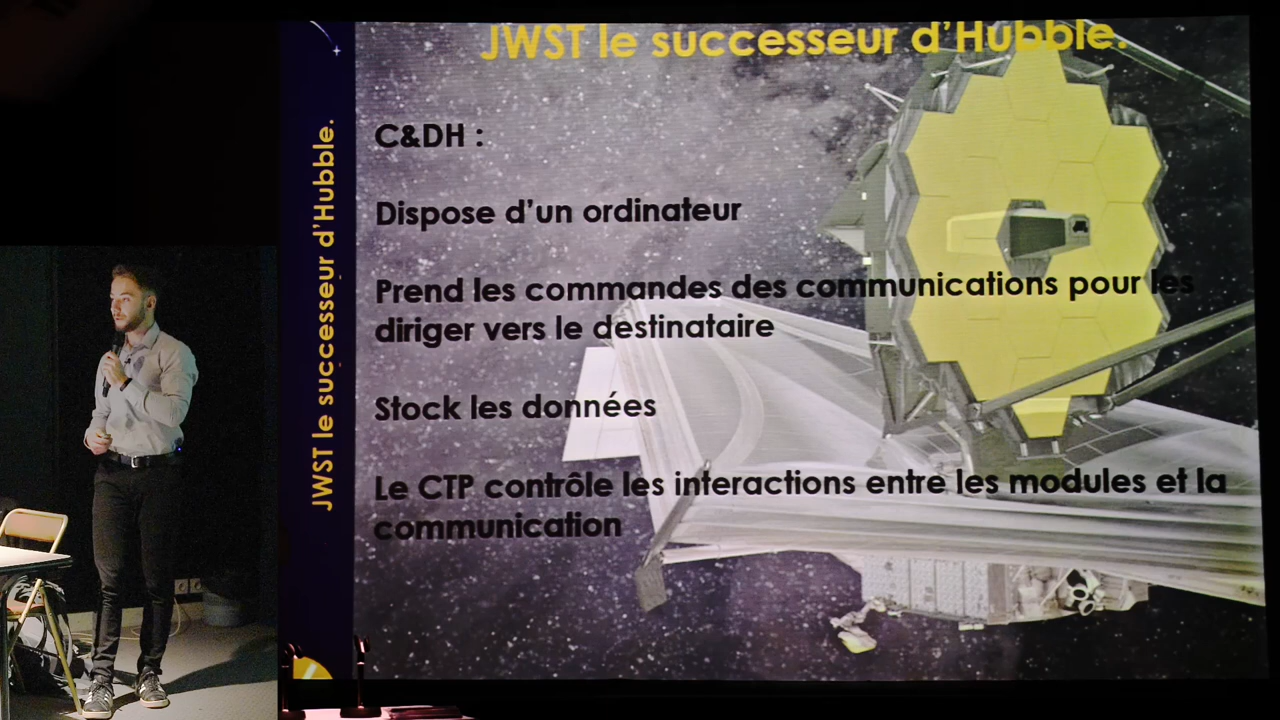 JWST le successeur d'Hubble.
JWST le successeur d'Hubble.
C&DH :
Dispose d'un ordinateur
Prend les commandes des communications pour les
diriger vers le destinataire
Stock les données
Le CTP contrôle les interactions entre les modules et la
communication